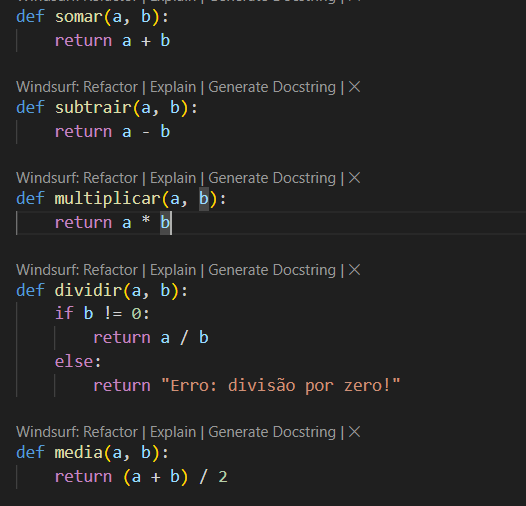 Windsurf: Refactor | Explain | Generate Docstring | ✕
def somar(a, b):
    return a + b
Windsurf: Refactor | Explain | Generate Docstring | ✕
def subtrair(a, b):
    return a - b
Windsurf: Refactor | Explain | Generate Docstring | ✕
def multiplicar(a, b):
    return a * b
Windsurf: Refactor | Explain | Generate Docstring | ✕
def dividir(a, b):
    if b != 0:
        return a / b
    else:
        return "Erro: divisão por zero!"
Windsurf: Refactor | Explain | Generate Docstring | ✕
def media(a, b):
    return (a + b) / 2